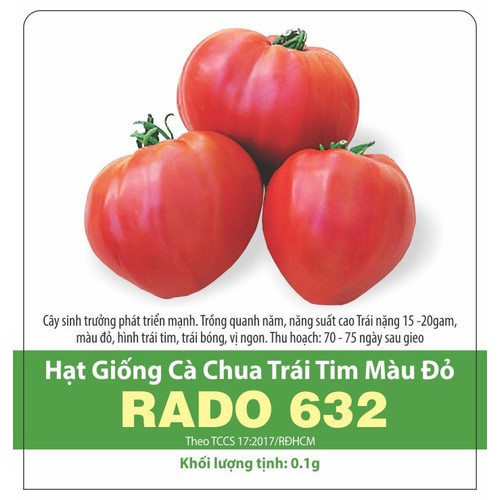 Cây sinh trưởng phát triển mạnh. Trồng quanh năm, năng suất cao Trái nặng 15 -20gam,
màu đỏ, hình trái tim, trái bóng, vị ngon. Thu hoạch: 70 - 75 ngày sau gieo
Hạt Giống Cà Chua Trái Tim Màu Đỏ
RADO 632
Theo TCCS 17:2017/RĐHCM
Khối lượng tịnh: 0.1g